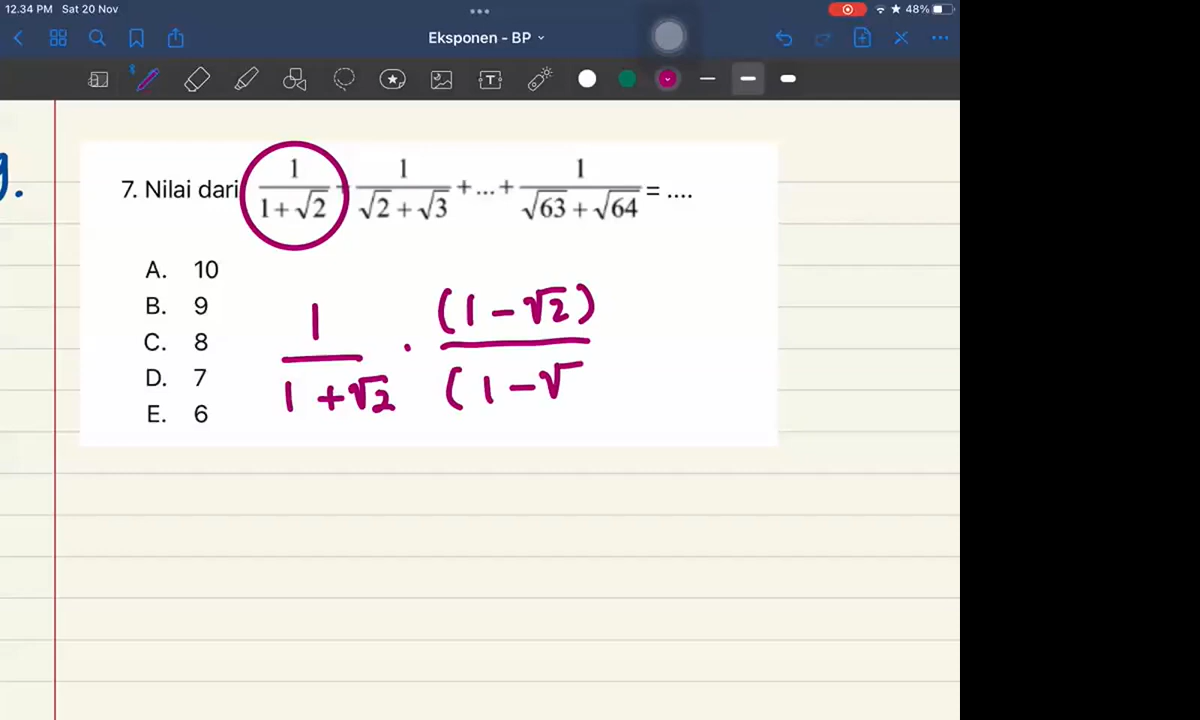 12.34 PM Sat 20 Nov
48%
Eksponen - BP
T
g.
7. Nilai dari 1/(1 + √2) + 1/(√2 + √3) + ... + 1/(√63 + √64) = ....
A. 10
B. 9
C. 8
D. 7
E. 6
1/(1 + √2) · (1 - √2)/(1 - √